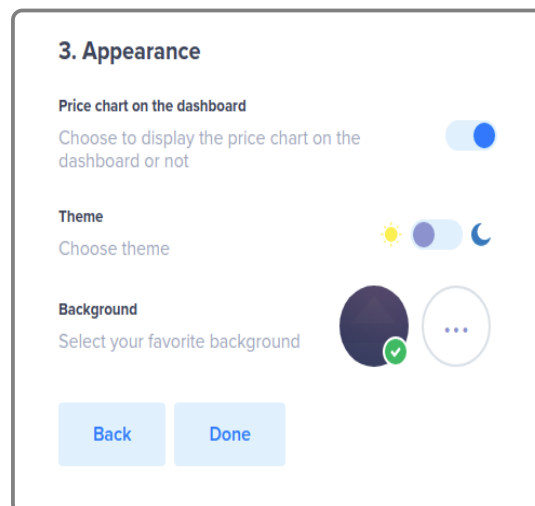 3. Appearance
Price chart on the dashboard
Choose to display the price chart on the
dashboard or not
Theme
Choose theme
Background
Select your favorite background
...
Back
Done